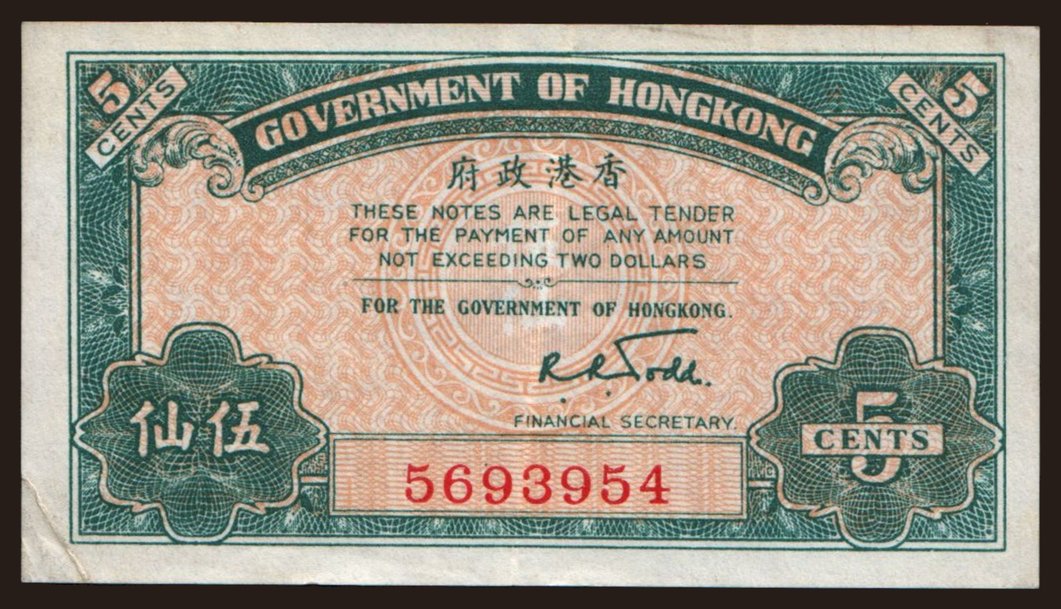 5 CENTS
GOVERNMENT OF HONGKONG
5 CENTS
府政港香
THESE NOTES ARE LEGAL TENDER
FOR THE PAYMENT OF ANY AMOUNT
NOT EXCEEDING TWO DOLLARS
FOR THE GOVERNMENT OF HONGKONG.
R. R. Todd.
FINANCIAL SECRETARY.
仙伍
5 CENTS
5693954